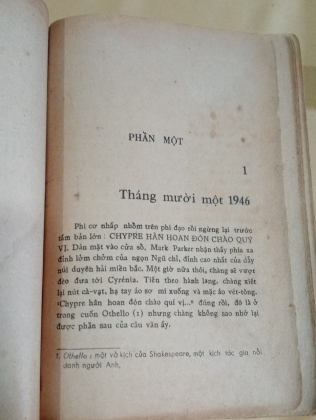 PHẦN MỘT
1
Tháng mười một 1946
Phi cơ nhấp nhồm trên phi đạo rồi ngừng lại trước
tấm bản lớn : CHYPRE HÂN HOAN ĐÓN CHÀO QUÝ
VỊ. Dán mặt vào cửa sổ, Mark Parker nhận thấy phía xa
đỉnh lởm chởm của ngọn Ngũ chỉ, đỉnh cao nhất của dẫy
núi duyên hải miền bắc. Một giờ nữa thôi, chàng sẽ vượt
đèo đưa tới Cyrénia. Tiến theo hành lang, chàng xiết
lại nút cà-vạt, hạ tay áo sơ mi xuống và mặc áo vét-tông.
«Chypre hân hoan đón chào quí vị...» đúng rồi, đó là ở
trong cuốn Othello (1) nhưng chàng không sao nhớ lại
được phần sau của câu văn ấy.
1. Othello : một vở kịch của Shakespeare, một kịch tác gia nổi
danh người Anh.